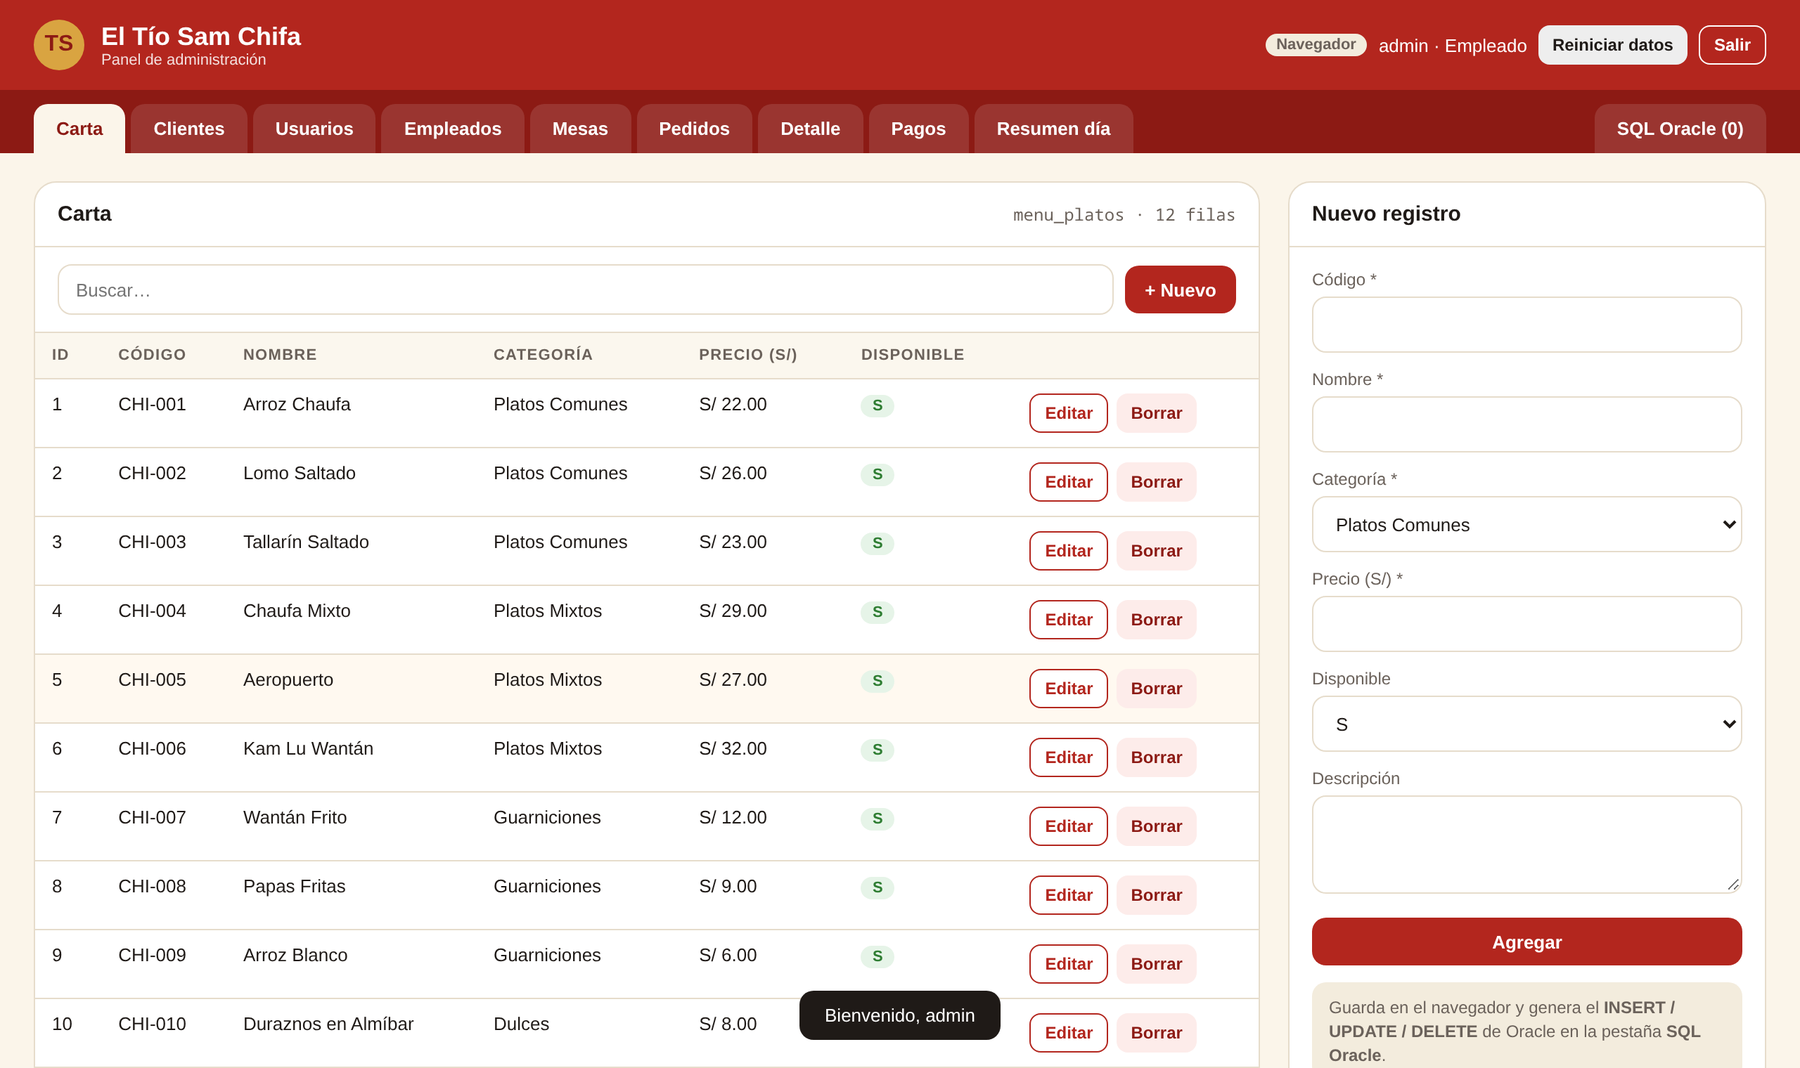 TS
El Tío Sam Chifa
Panel de administración
Navegador
admin · Empleado
Reiniciar datos
Salir
Carta
Clientes
Usuarios
Empleados
Mesas
Pedidos
Detalle
Pagos
Resumen día
SQL Oracle (0)
Carta
menu_platos · 12 filas
Buscar…
+ Nuevo
ID CÓDIGO NOMBRE CATEGORÍA PRECIO (S/) DISPONIBLE
1 CHI-001 Arroz Chaufa Platos Comunes S/ 22.00 S Editar Borrar
2 CHI-002 Lomo Saltado Platos Comunes S/ 26.00 S Editar Borrar
3 CHI-003 Tallarín Saltado Platos Comunes S/ 23.00 S Editar Borrar
4 CHI-004 Chaufa Mixto Platos Mixtos S/ 29.00 S Editar Borrar
5 CHI-005 Aeropuerto Platos Mixtos S/ 27.00 S Editar Borrar
6 CHI-006 Kam Lu Wantán Platos Mixtos S/ 32.00 S Editar Borrar
7 CHI-007 Wantán Frito Guarniciones S/ 12.00 S Editar Borrar
8 CHI-008 Papas Fritas Guarniciones S/ 9.00 S Editar Borrar
9 CHI-009 Arroz Blanco Guarniciones S/ 6.00 S Editar Borrar
10 CHI-010 Duraznos en Almíbar Dulces S/ 8.00 Editar Borrar
Bienvenido, admin
Nuevo registro
Código *
Nombre *
Categoría *
Platos Comunes
Precio (S/) *
Disponible
S
Descripción
Agregar
Guarda en el navegador y genera el INSERT /
UPDATE / DELETE de Oracle en la pestaña SQL
Oracle.